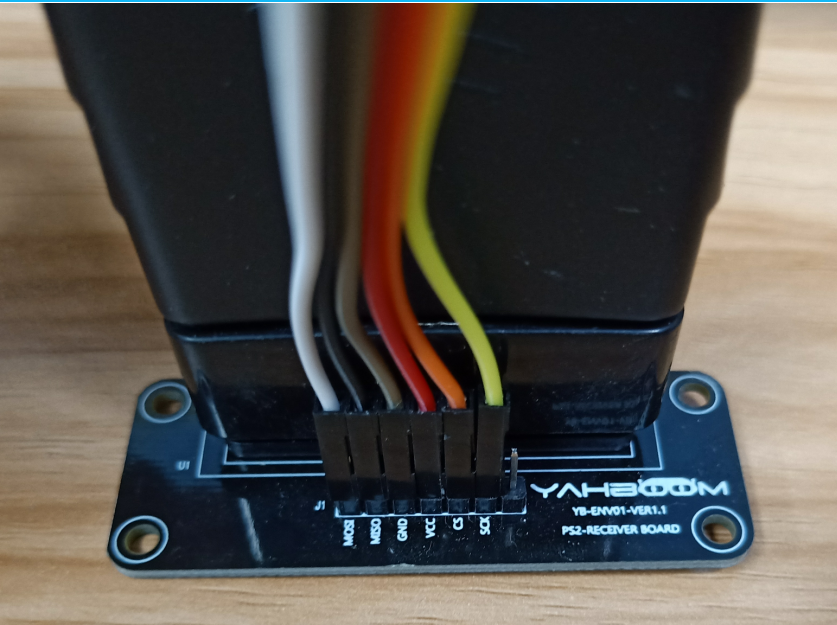 U1
YAHBOOM
J1
YB-ENV01-VER1.1
PS2-RECEIVER BOARD
MOSI
MISO
GND
VCC
CS
SCK